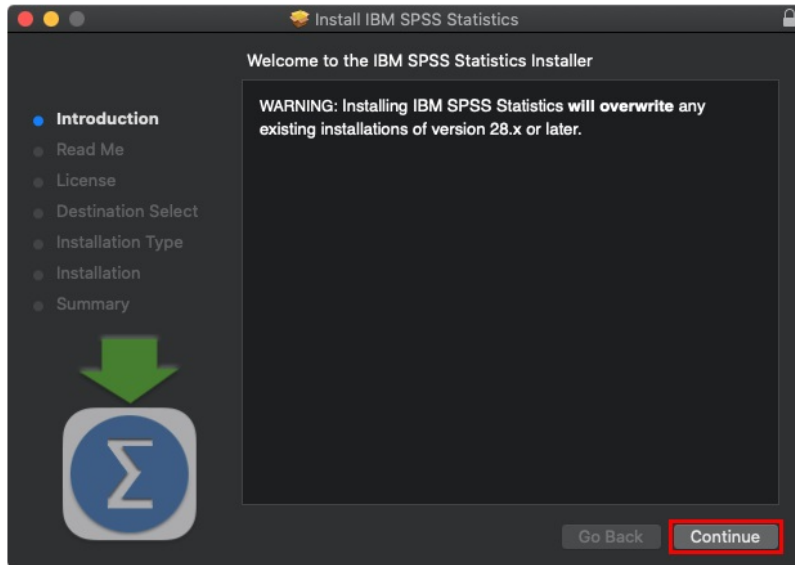 Install IBM SPSS Statistics
Welcome to the IBM SPSS Statistics Installer
Introduction
Read Me
License
Destination Select
Installation Type
Installation
Summary
WARNING: Installing IBM SPSS Statistics will overwrite any
existing installations of version 28.x or later.
Σ
Go Back
Continue